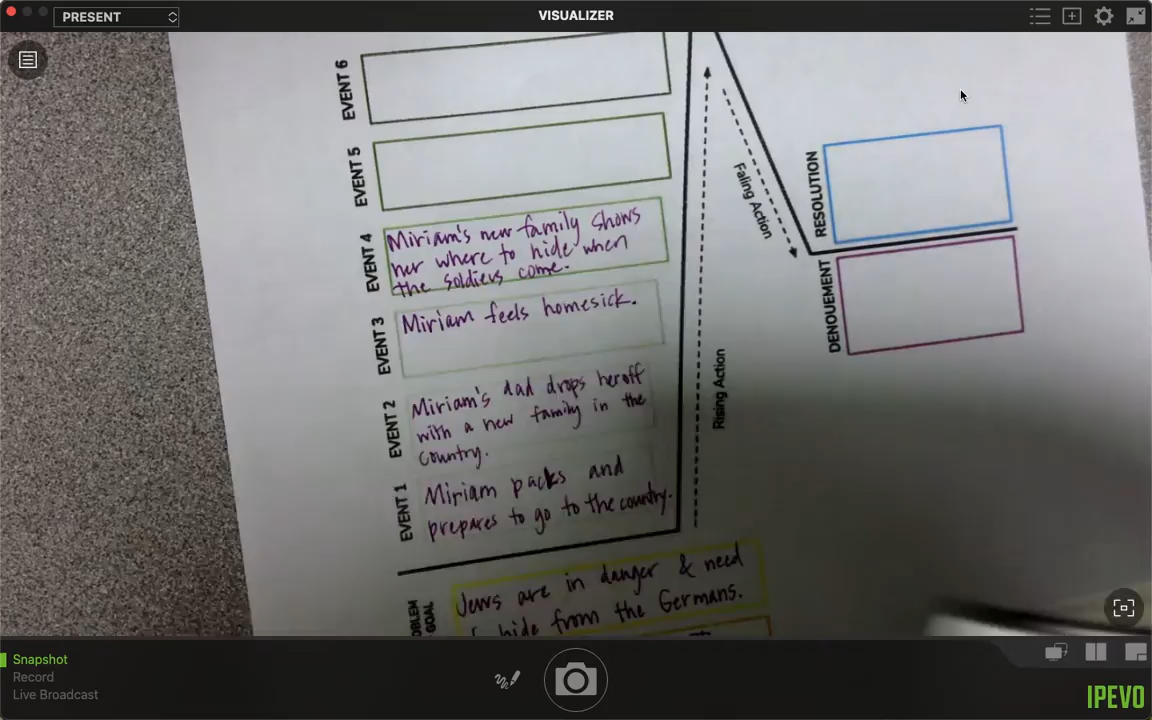 PRESENT
VISUALIZER
EVENT 6
EVENT 5
EVENT 4
Miriam's new family shows
her where to hide when
the soldiers come.
EVENT 3
Miriam feels homesick.
EVENT 2
Miriam's dad drops her off
with a new family in the
country.
EVENT 1
Miriam packs and
prepares to go to the country.
OBLEM
GOAL
Jews are in danger & need
hide from the Germans.
Rising Action
Faling Action
RESOLUTION
DENOUEMENT
Snapshot
Record
Live Broadcast
IPEVO